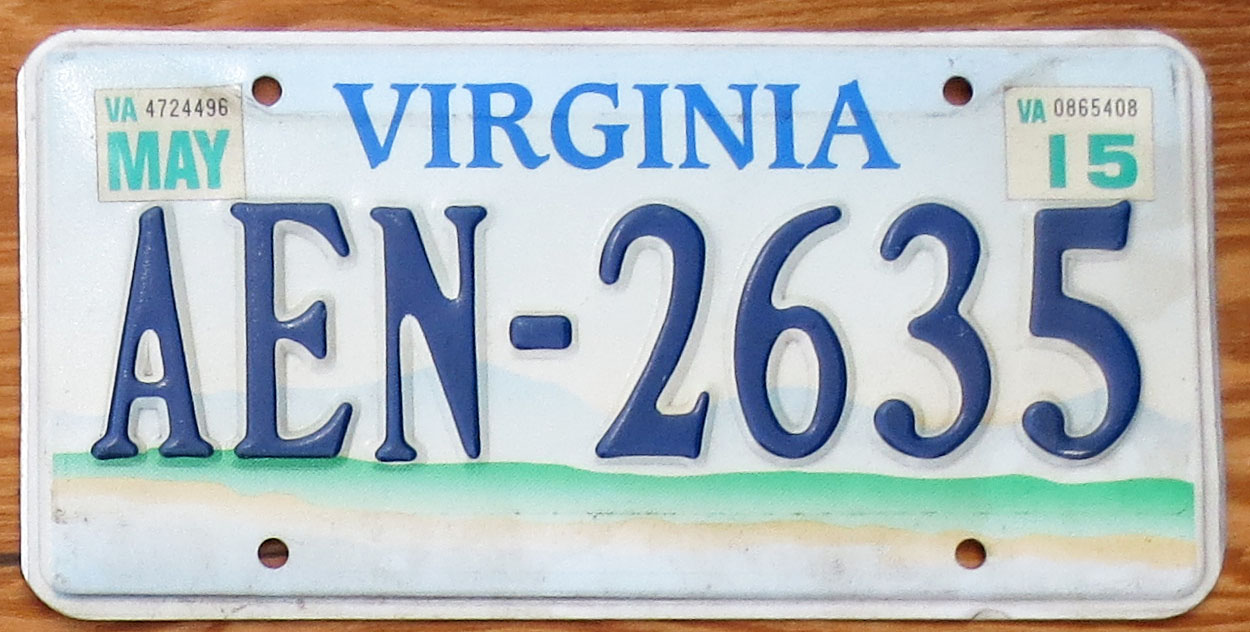 VIRGINIA
VA 4724496
MAY
VA 0865408
15
AEN-2635